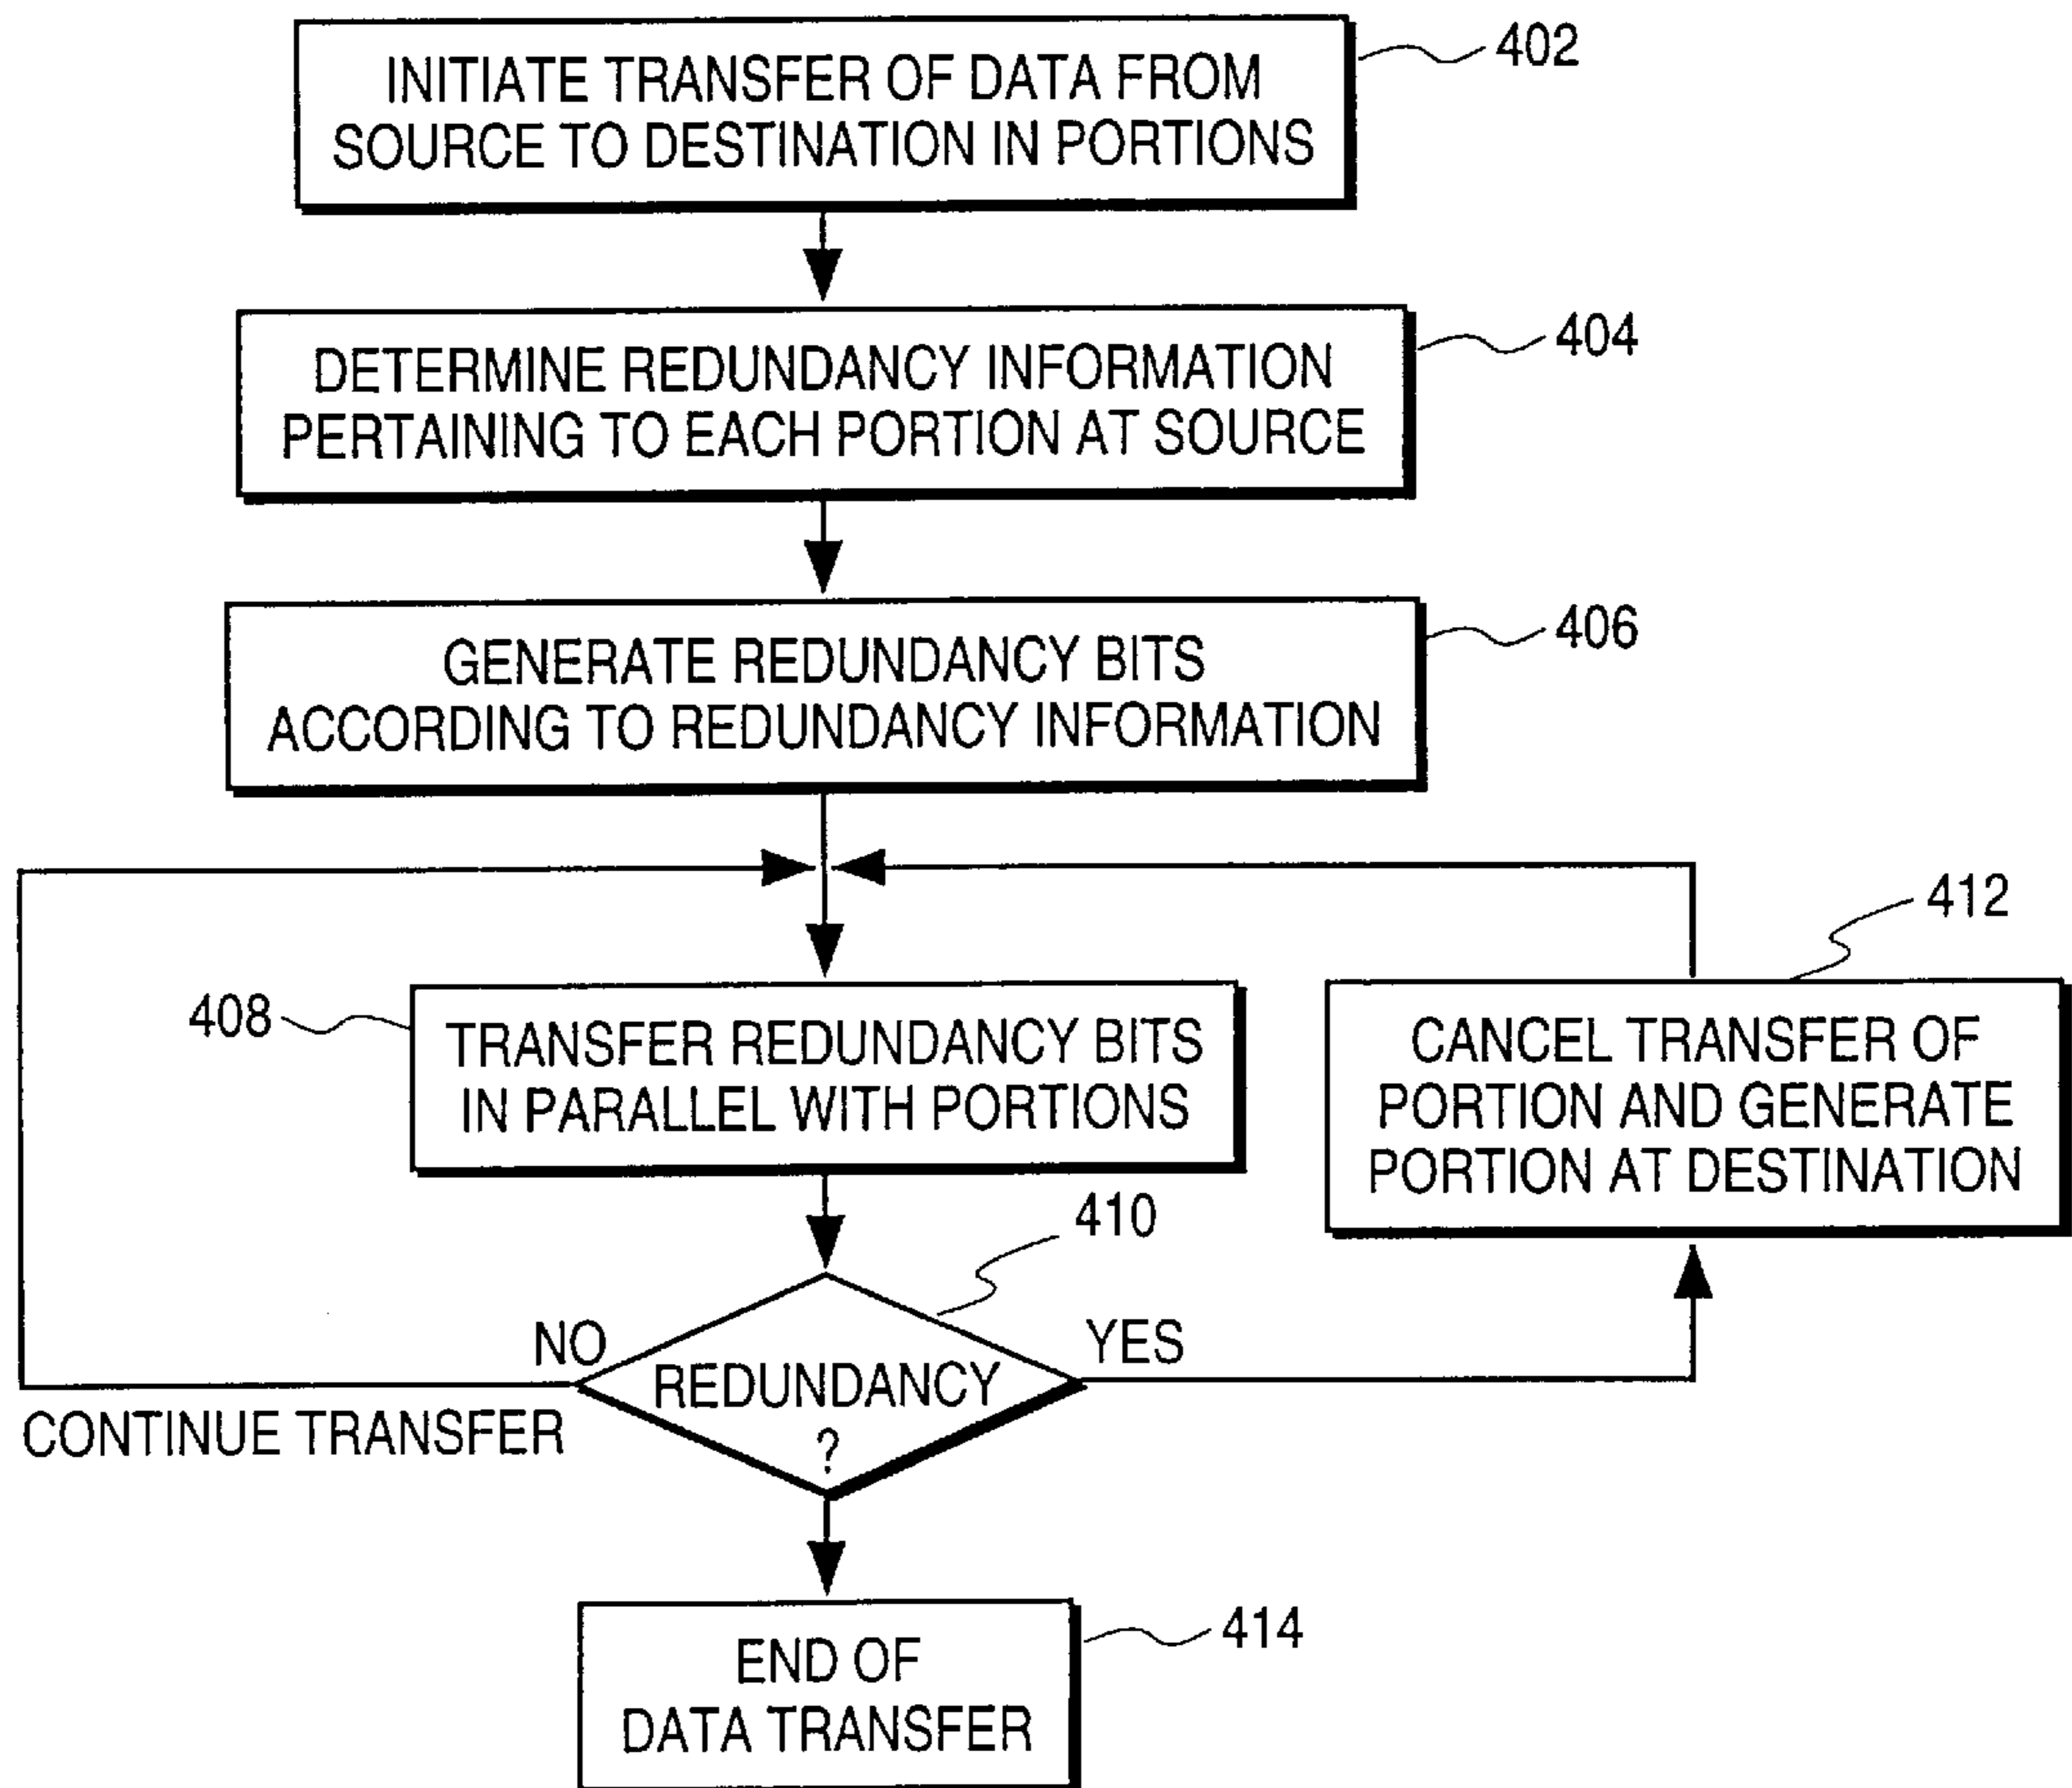 INITIATE TRANSFER OF DATA FROM
SOURCE TO DESTINATION IN PORTIONS
402
DETERMINE REDUNDANCY INFORMATION
PERTAINING TO EACH PORTION AT SOURCE
404
GENERATE REDUNDANCY BITS
ACCORDING TO REDUNDANCY INFORMATION
406
408
TRANSFER REDUNDANCY BITS
IN PARALLEL WITH PORTIONS
412
CANCEL TRANSFER OF
PORTION AND GENERATE
PORTION AT DESTINATION
410
NO
YES
REDUNDANCY
?
CONTINUE TRANSFER
END OF
DATA TRANSFER
414